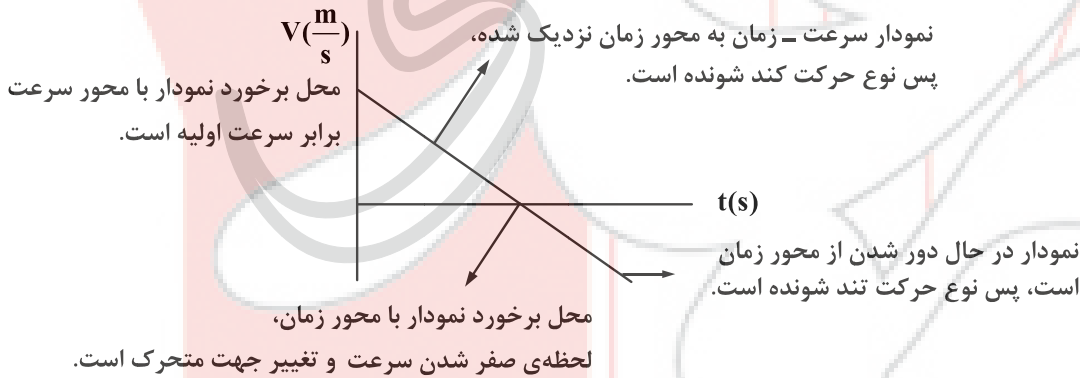 V(m/s)
نمودار سرعت ـ زمان به محور زمان نزدیک شده،
پس نوع حرکت کند شونده است.
محل برخورد نمودار با محور سرعت
برابر سرعت اولیه است.
t(s)
نمودار در حال دور شدن از محور زمان
است، پس نوع حرکت تند شونده است.
محل برخورد نمودار با محور زمان،
لحظه‌ی صفر شدن سرعت و تغییر جهت متحرک است.